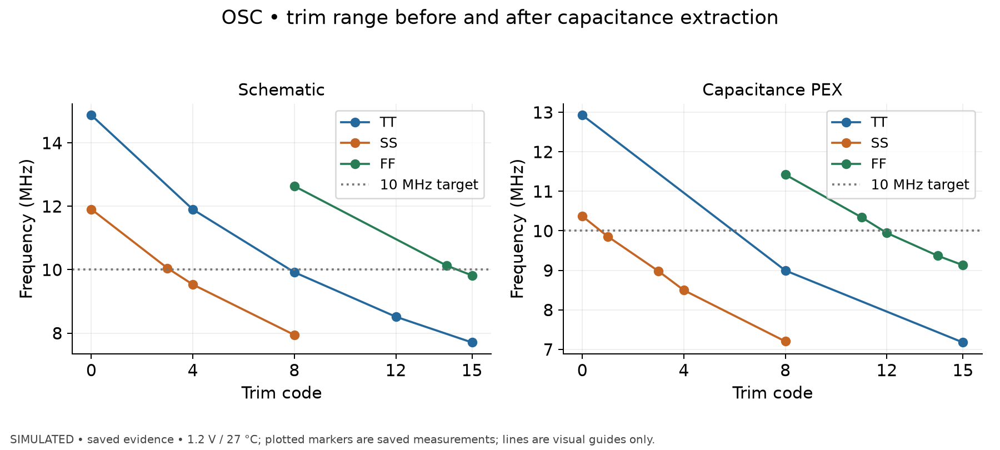 OSC • trim range before and after capacitance extraction
Schematic
Frequency (MHz)
14
12
10
8
0
4
8
12
15
Trim code
TT
SS
FF
10 MHz target
Capacitance PEX
Frequency (MHz)
13
12
11
10
9
8
7
0
4
8
12
15
Trim code
TT
SS
FF
10 MHz target
SIMULATED • saved evidence • 1.2 V / 27 °C; plotted markers are saved measurements; lines are visual guides only.